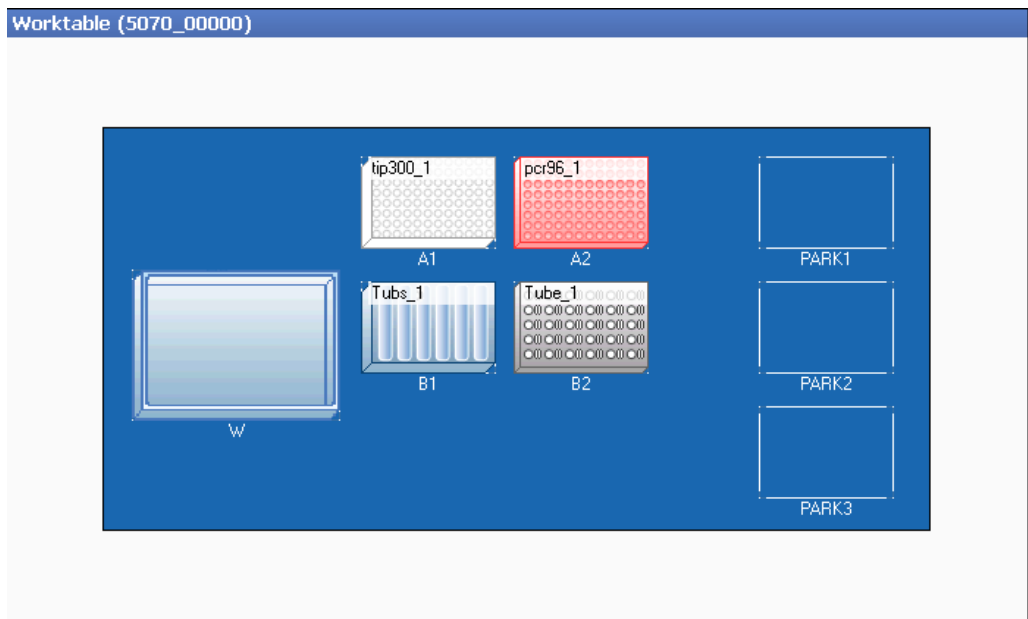 Worktable (5070_00000)
tip300_1
pcr96_1
A1
A2
PARK1
Tubs_1
Tube_1
B1
B2
PARK2
W
PARK3